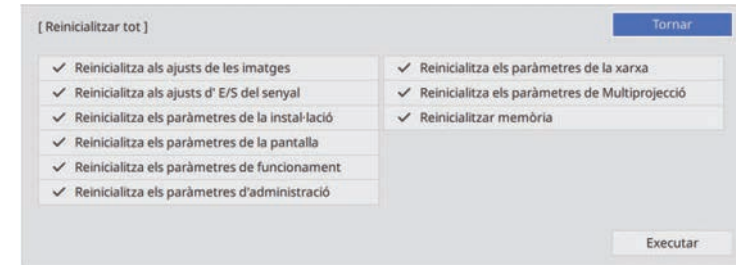 [ Reinicialitzar tot ]
Tornar
Reinicialitza als ajusts de les imatges
Reinicialitza als ajusts d' E/S del senyal
Reinicialitza els paràmetres de la instal·lació
Reinicialitza els paràmetres de la pantalla
Reinicialitza els paràmetres de funcionament
Reinicialitza els paràmetres d'administració
Reinicialitza els paràmetres de la xarxa
Reinicialitza els paràmetres de Multiprojecció
Reinicialitzar memòria
Executar